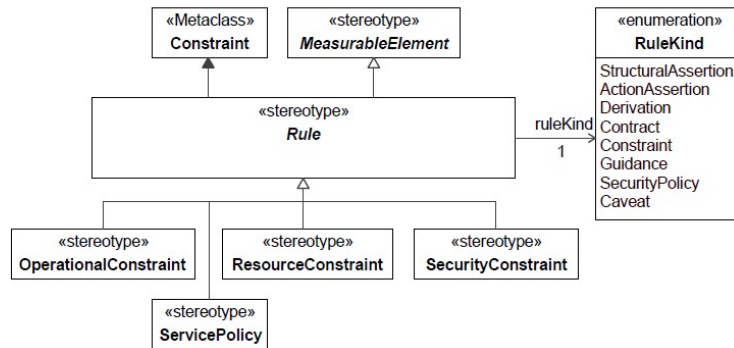 «Metaclass»
Constraint
«stereotype»
MeasurableElement
«enumeration»
RuleKind
StructuralAssertion
ActionAssertion
Derivation
Contract
Constraint
Guidance
SecurityPolicy
Caveat
«stereotype»
Rule
ruleKind
1
«stereotype»
OperationalConstraint
«stereotype»
ResourceConstraint
«stereotype»
SecurityConstraint
«stereotype»
ServicePolicy